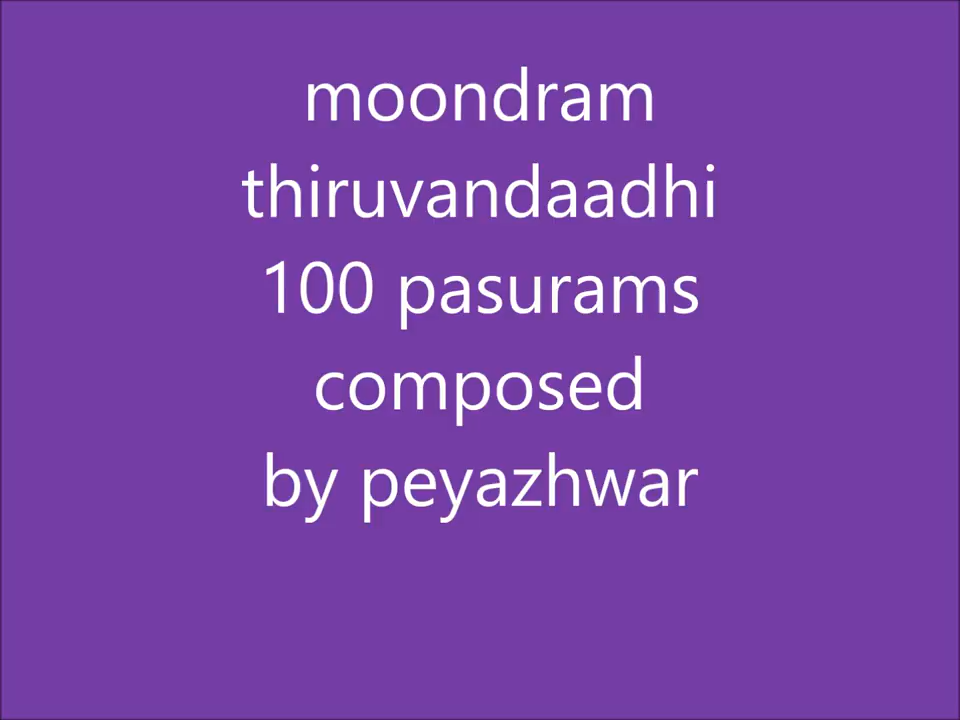 moondram
thiruvandaadhi
100 pasurams
composed
by peyazhwar